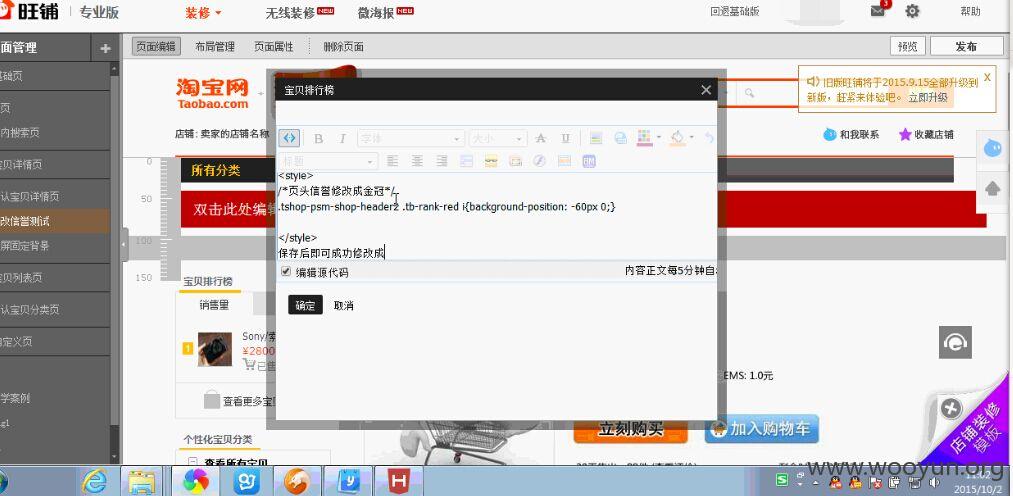 旺铺 专业版 装修 无线装修 NEW 微海报 NEW 回退基础版 3 帮助
页面管理 + 页面编辑 布局管理 页面属性 删除页面 预览 发布
基础页
页
内搜索页
宝贝详情页
认宝贝详情页
改信誉测试
屏固定背景
宝贝列表页
认宝贝分类页
自定义页
学案例
淘宝网
Taobao.com
旧版旺铺将于2015.9.15全部升级到 x
新版，赶紧来体验吧。 立即升级
店铺：卖家的店铺名称 和我联系 收藏店铺
0
50
100
150
所有分类
双击此处编辑
宝贝排行榜
B I 字体 大小 A U
标题
<style>
/*页头信誉修改成金冠*/
.tshop-psm-shop-header2 .tb-rank-red i{background-position: -60px 0;}
</style>
保存后即可成功修改成
编辑源代码 内容正文每5分钟自
确定 取消
宝贝排行榜
销售量
1
Sony/索
¥2800
已售
查看更多宝
个性化宝贝分类
查看所有宝贝
EMS: 1.0元
立刻购买 加入购物车
店铺装修
模板
www.wooyun.org
11:02
2015/10/2